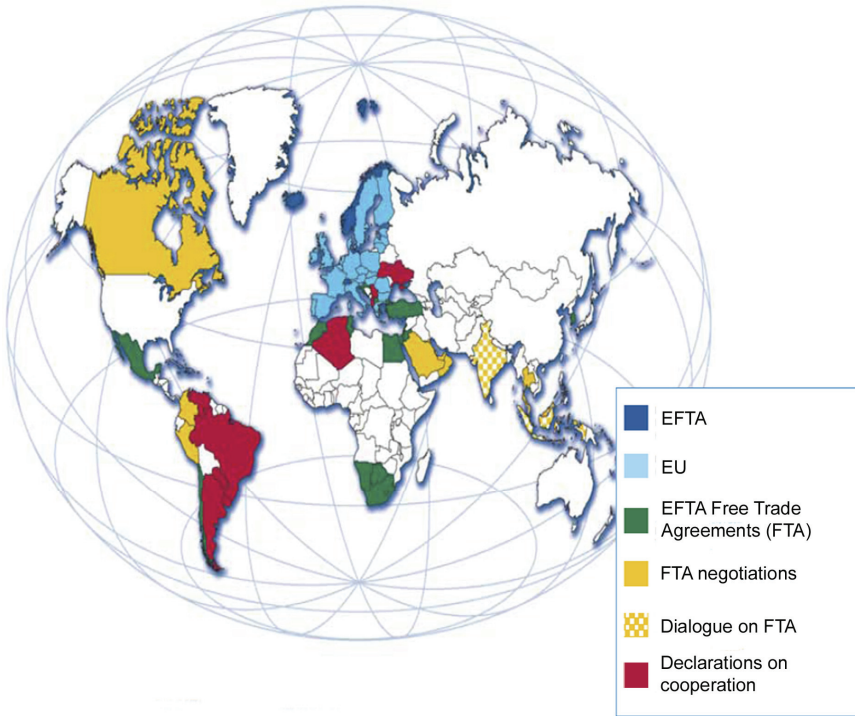 EFTA
EU
EFTA Free Trade
Agreements (FTA)
FTA negotiations
Dialogue on FTA
Declarations on
cooperation